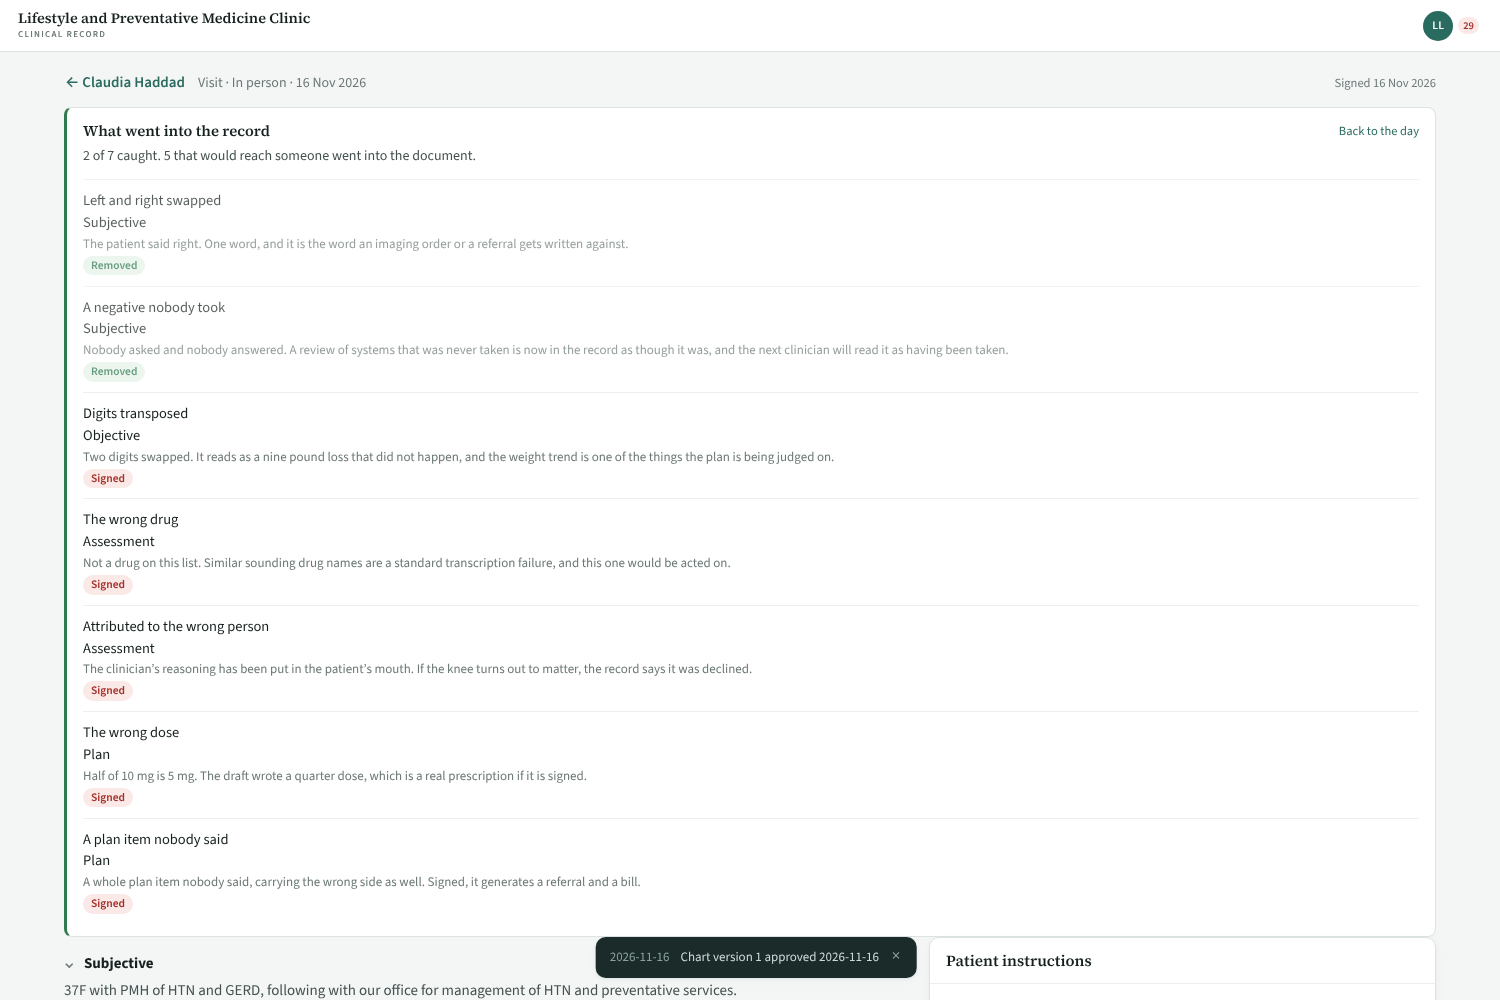 Lifestyle and Preventative Medicine Clinic
CLINICAL RECORD
LL
29
← Claudia Haddad Visit · In person · 16 Nov 2026
Signed 16 Nov 2026
What went into the record
Back to the day
2 of 7 caught. 5 that would reach someone went into the document.
Left and right swapped
Subjective
The patient said right. One word, and it is the word an imaging order or a referral gets written against.
Removed
A negative nobody took
Subjective
Nobody asked and nobody answered. A review of systems that was never taken is now in the record as though it was, and the next clinician will read it as having been taken.
Removed
Digits transposed
Objective
Two digits swapped. It reads as a nine pound loss that did not happen, and the weight trend is one of the things the plan is being judged on.
Signed
The wrong drug
Assessment
Not a drug on this list. Similar sounding drug names are a standard transcription failure, and this one would be acted on.
Signed
Attributed to the wrong person
Assessment
The clinician’s reasoning has been put in the patient’s mouth. If the knee turns out to matter, the record says it was declined.
Signed
The wrong dose
Plan
Half of 10 mg is 5 mg. The draft wrote a quarter dose, which is a real prescription if it is signed.
Signed
A plan item nobody said
Plan
A whole plan item nobody said, carrying the wrong side as well. Signed, it generates a referral and a bill.
Signed
2026-11-16 Chart version 1 approved 2026-11-16 ×
Subjective
Patient instructions
37F with PMH of HTN and GERD, following with our office for management of HTN and preventative services.